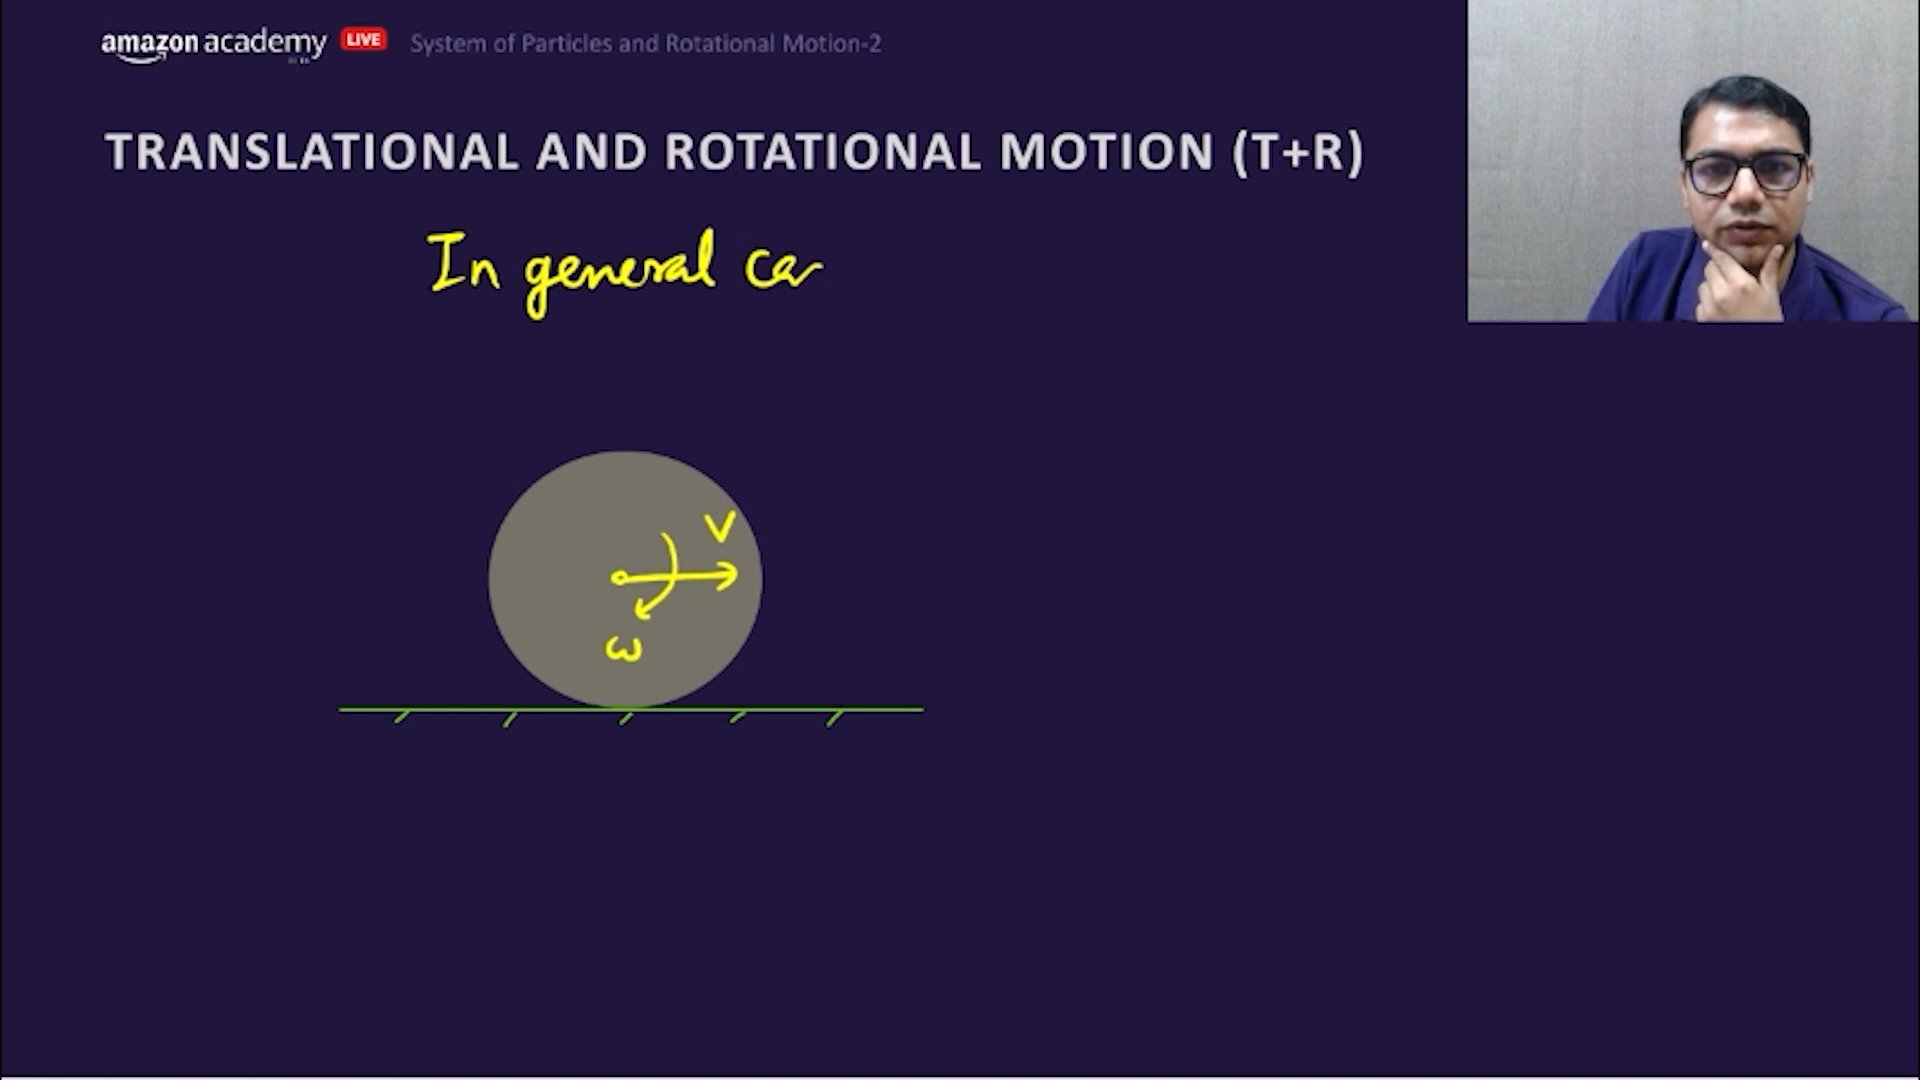 amazon academy LIVE System of Particles and Rotational Motion-2
TRANSLATIONAL AND ROTATIONAL MOTION (T+R)
In general ca
V
ω